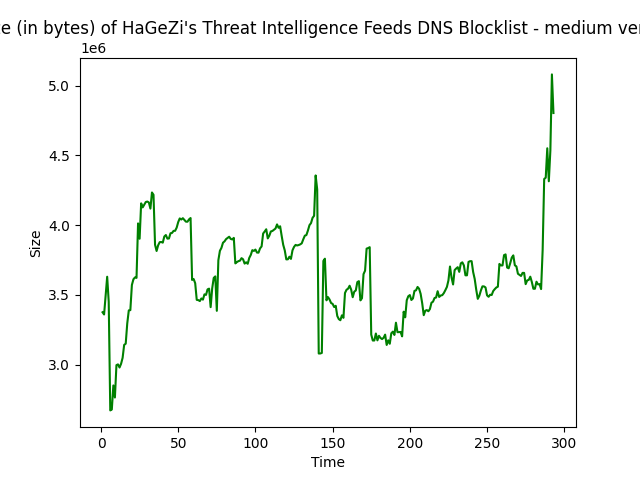 e (in bytes) of HaGeZi's Threat Intelligence Feeds DNS Blocklist - medium ver
1e6
5.0
4.5
4.0
3.5
3.0
Size
0 50 100 150 200 250 300
Time